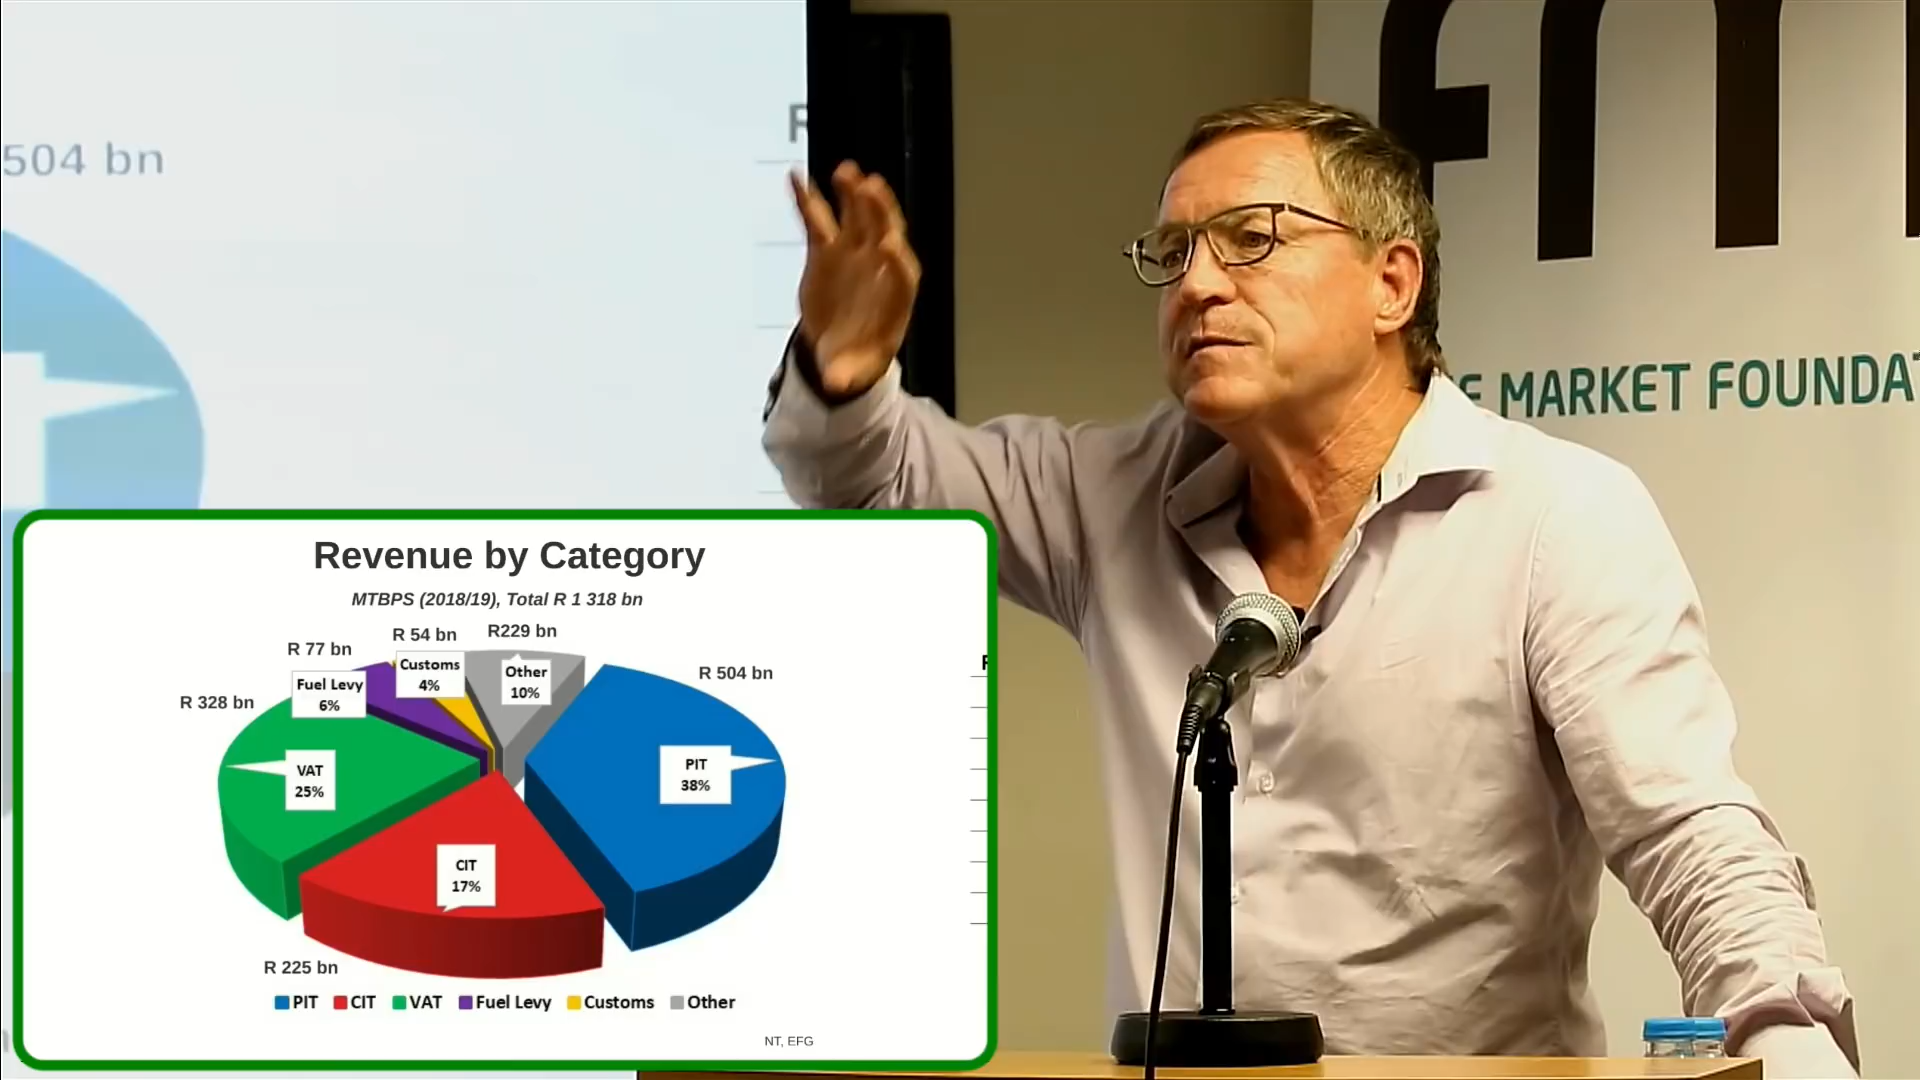 504 bn
fm
E MARKET FOUNDAT
Revenue by Category
MTBPS (2018/19), Total R 1 318 bn
R 504 bn
R229 bn
R 54 bn
R 77 bn
R 328 bn
R 225 bn
PIT
38%
Other
10%
Customs
4%
Fuel Levy
6%
VAT
25%
CIT
17%
PIT CIT VAT Fuel Levy Customs Other
NT, EFG